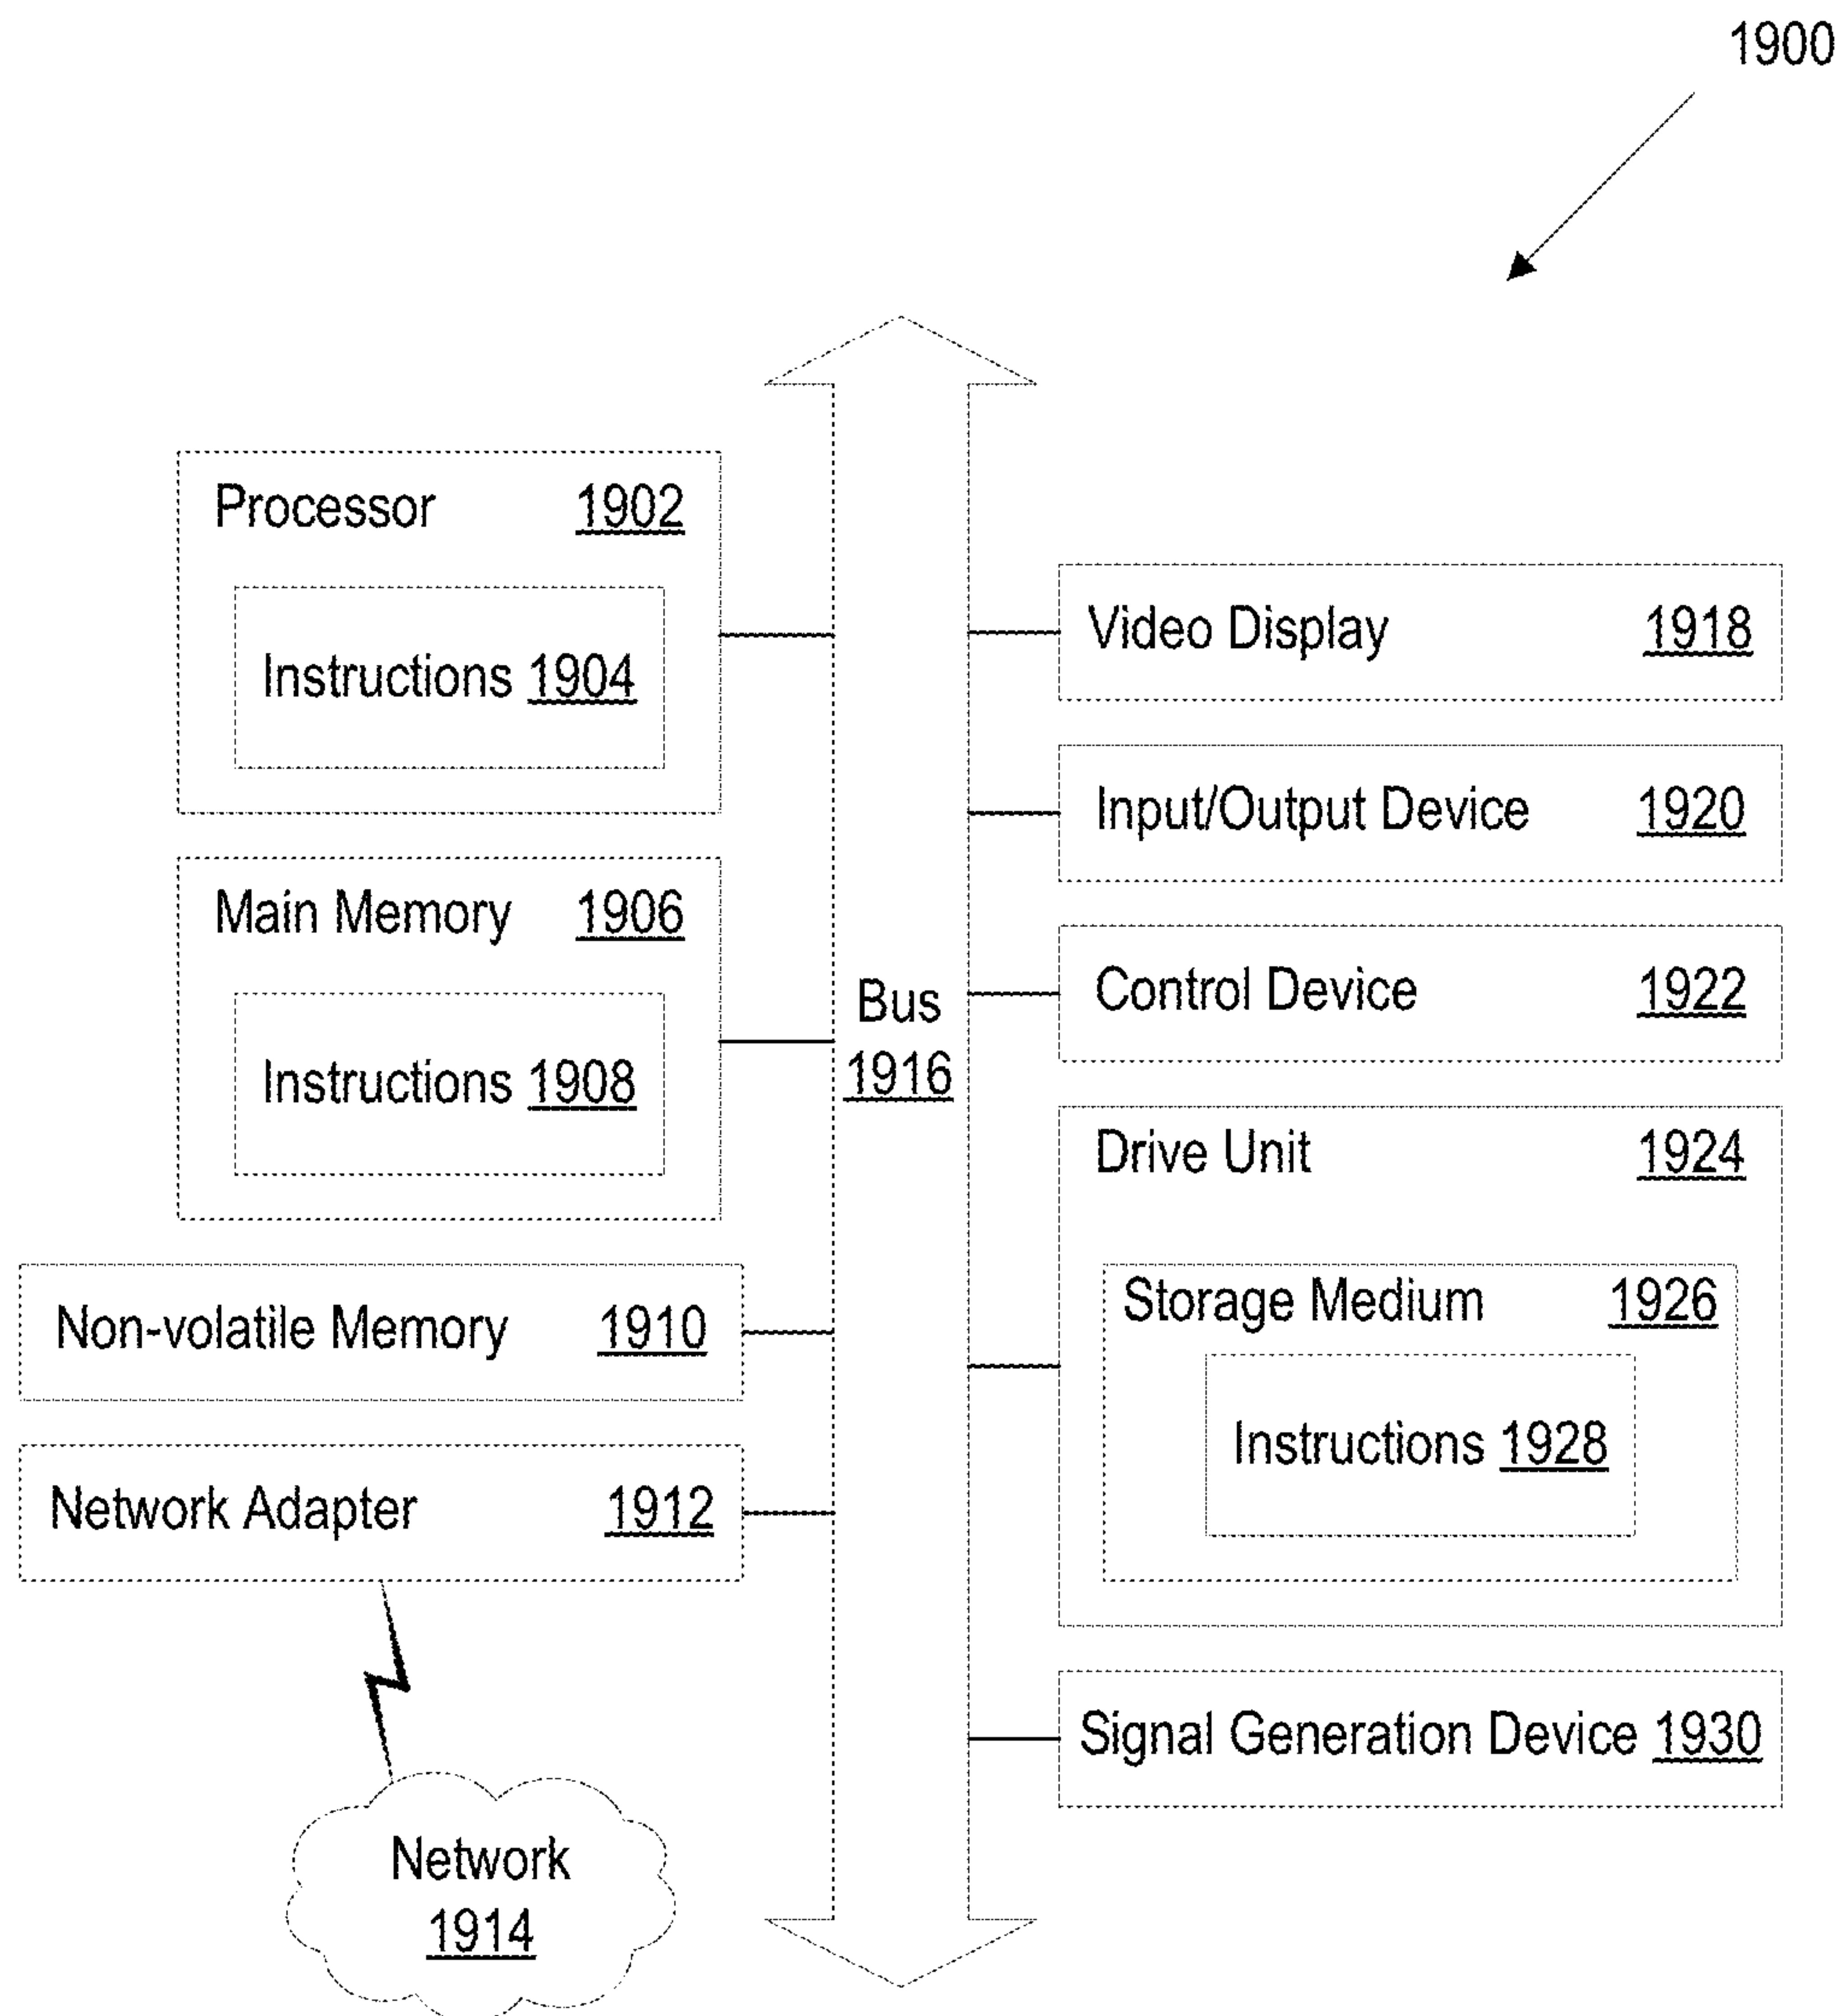 1900
Processor 1902
Instructions 1904
Main Memory 1906
Instructions 1908
Non-volatile Memory 1910
Network Adapter 1912
Network
1914
Bus
1916
Video Display 1918
Input/Output Device 1920
Control Device 1922
Drive Unit 1924
Storage Medium 1926
Instructions 1928
Signal Generation Device 1930